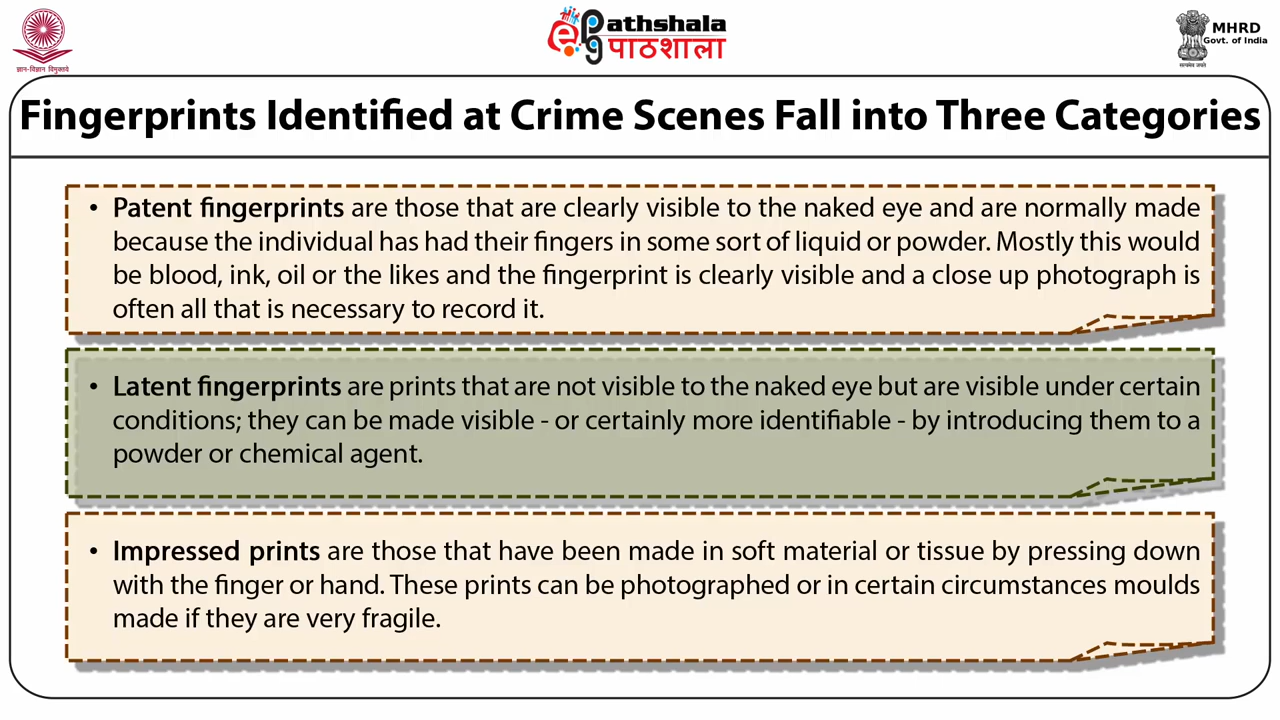 ज्ञान-विज्ञान विमुक्तये
ePg Pathshala
पाठशाला
MHRD
Govt. of India
सत्यमेव जयते
Fingerprints Identified at Crime Scenes Fall into Three Categories
• Patent fingerprints are those that are clearly visible to the naked eye and are normally made
because the individual has had their fingers in some sort of liquid or powder. Mostly this would
be blood, ink, oil or the likes and the fingerprint is clearly visible and a close up photograph is
often all that is necessary to record it.
• Latent fingerprints are prints that are not visible to the naked eye but are visible under certain
conditions; they can be made visible - or certainly more identifiable - by introducing them to a
powder or chemical agent.
• Impressed prints are those that have been made in soft material or tissue by pressing down
with the finger or hand. These prints can be photographed or in certain circumstances moulds
made if they are very fragile.